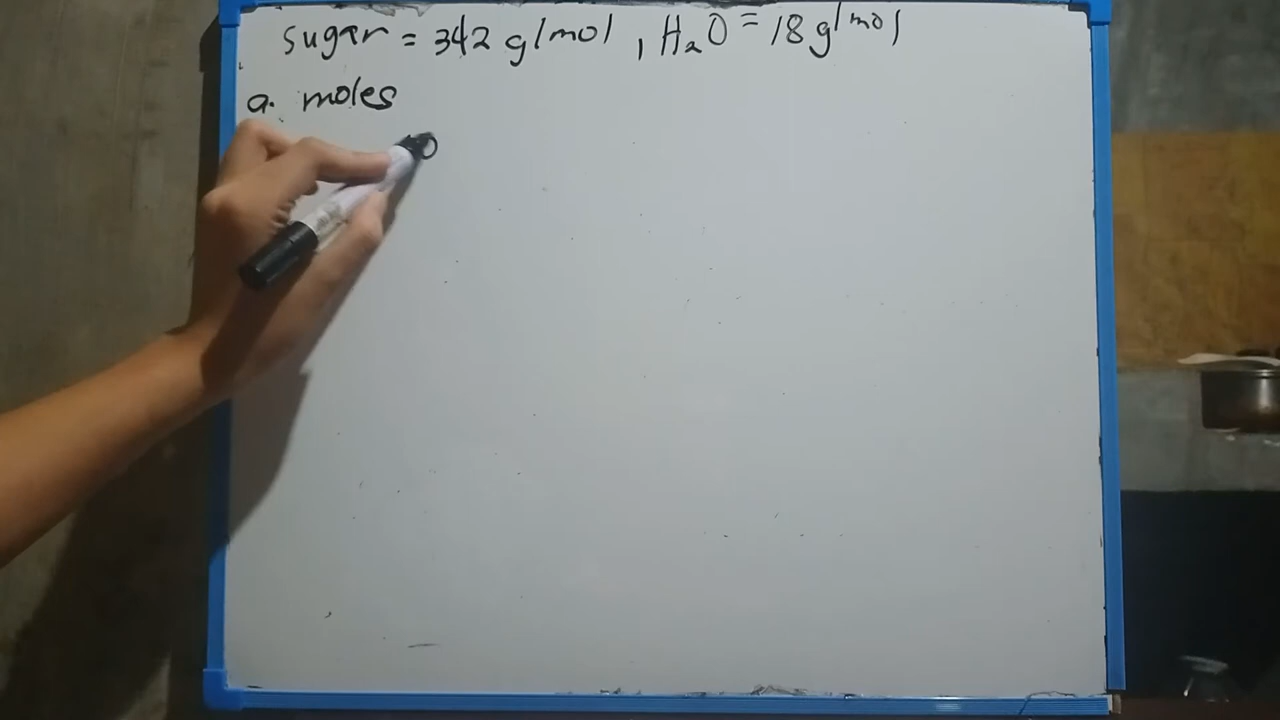 sugar = 342 g/mol, H₂O = 18 g/mol
a. moles